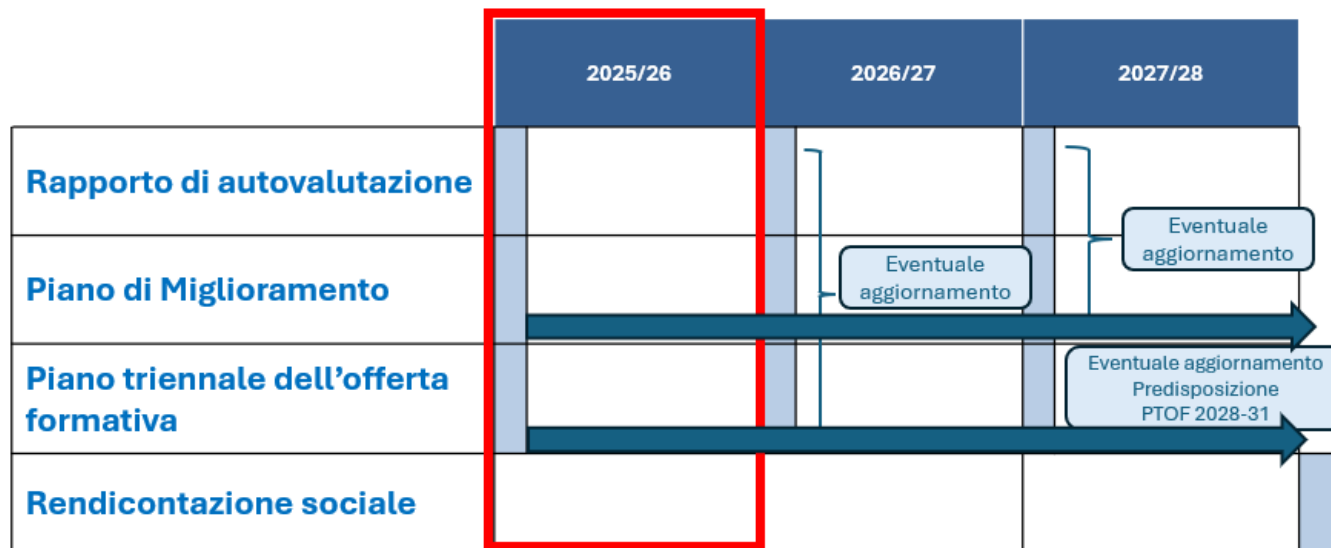 2025/26
2026/27
2027/28
Rapporto di autovalutazione
Eventuale
aggiornamento
Piano di Miglioramento
Eventuale
aggiornamento
Piano triennale dell’offerta
formativa
Eventuale aggiornamento
Predisposizione
PTOF 2028-31
Rendicontazione sociale